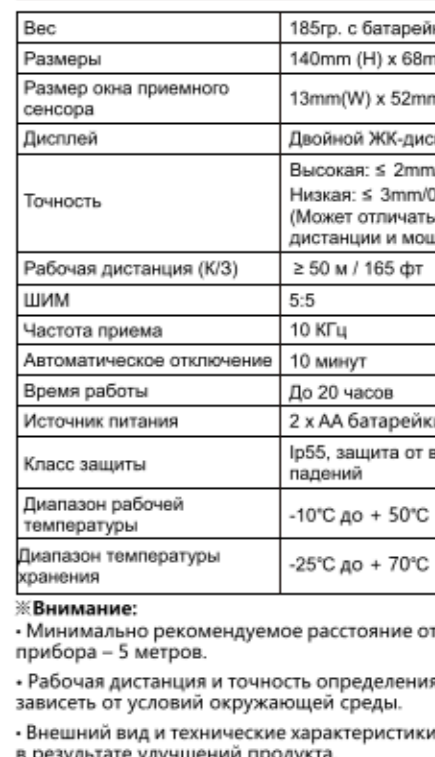 Вес 185гр. с батарей
Размеры 140mm (H) x 68m
Размер окна приемного
сенсора
13mm(W) x 52mm
Дисплей Двойной ЖК-дис
Точность
Высокая: ≤ 2mm/
Низкая: ≤ 3mm/0
(Может отличать
дистанции и мощ
Рабочая дистанция (К/З) ≥ 50 м / 165 фт
ШИМ 5:5
Частота приема 10 КГц
Автоматическое отключение 10 минут
Время работы До 20 часов
Источник питания 2 x АА батарейк
Класс защиты
Ip55, защита от в
падений
Диапазон рабочей
температуры
-10°C до + 50°C
Диапазон температуры
хранения
-25°C до + 70°C
※Внимание:
• Минимально рекомендуемое расстояние от
прибора – 5 метров.
• Рабочая дистанция и точность определения
зависеть от условий окружающей среды.
• Внешний вид и технические характеристики
в результате улучшений продукта